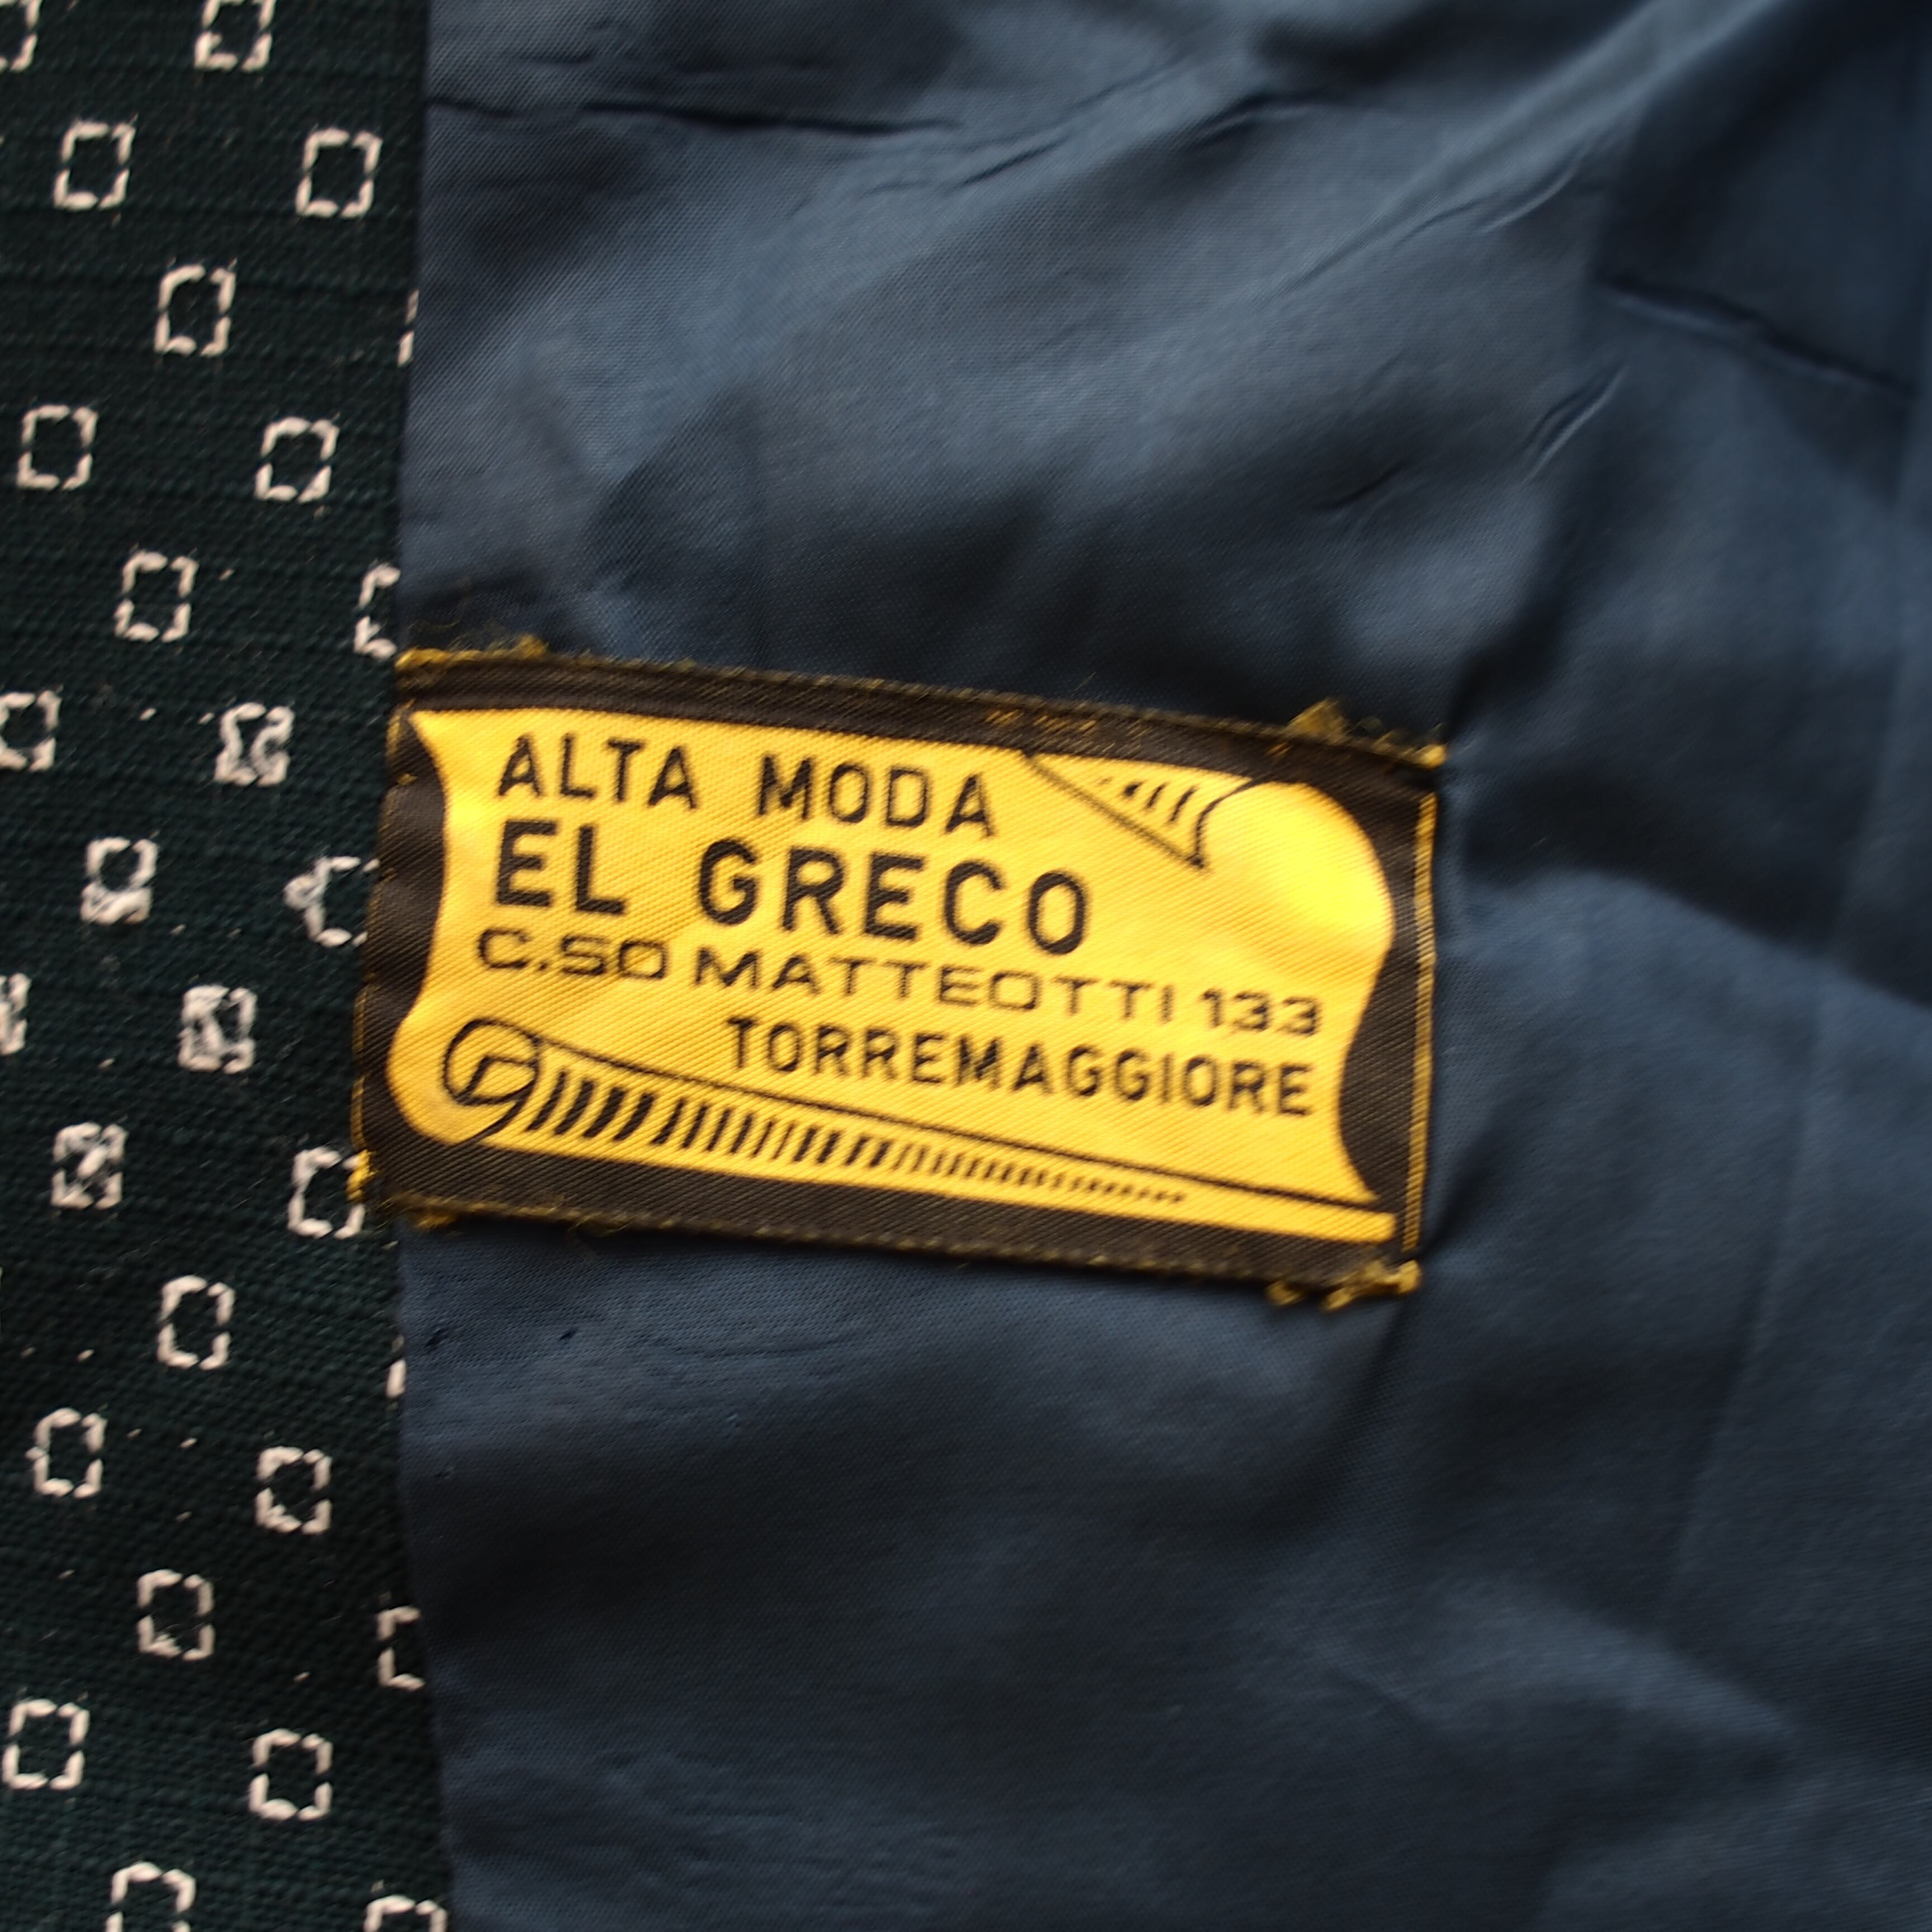 ALTA MODA
EL GRECO
C.SO MATTEOTTI 133
TORREMAGGIORE